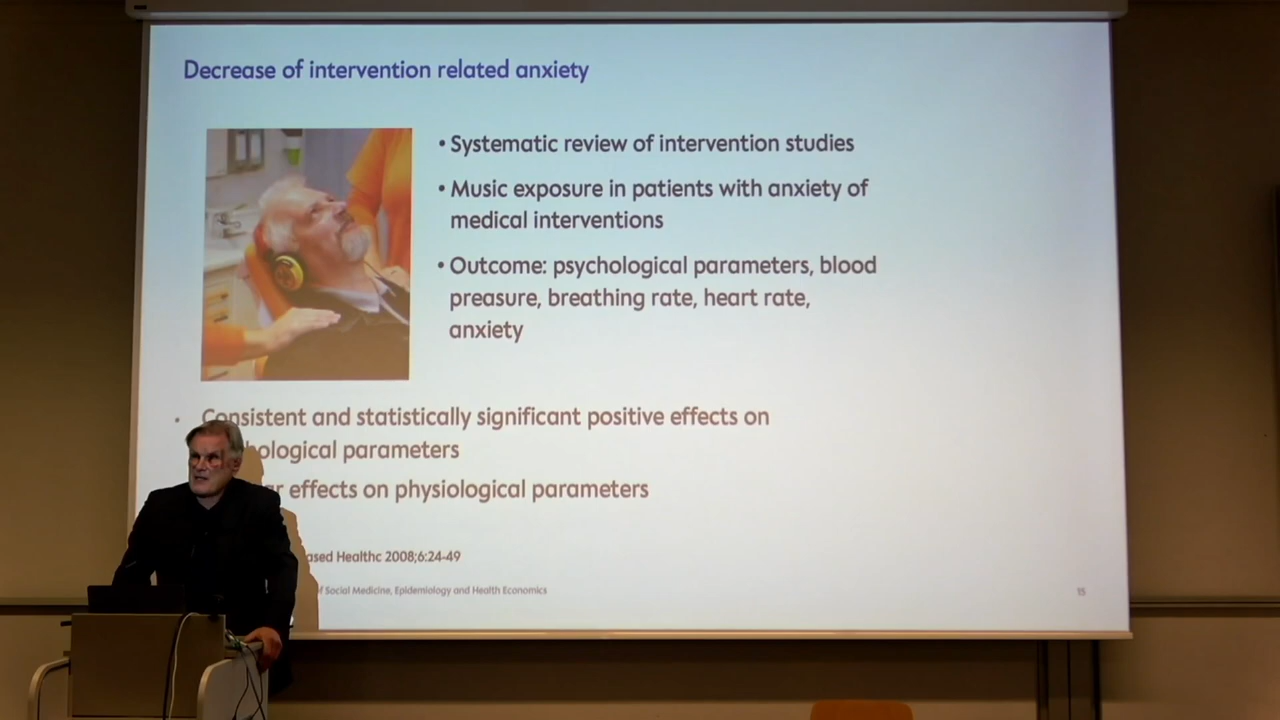 Decrease of intervention related anxiety
• Systematic review of intervention studies
• Music exposure in patients with anxiety of
medical interventions
• Outcome: psychological parameters, blood
preasure, breathing rate, heart rate,
anxiety
• Consistent and statistically significant positive effects on
ological parameters
r effects on physiological parameters
ased Healthc 2008;6:24-49
f Social Medicine, Epidemiology and Health Economics
15